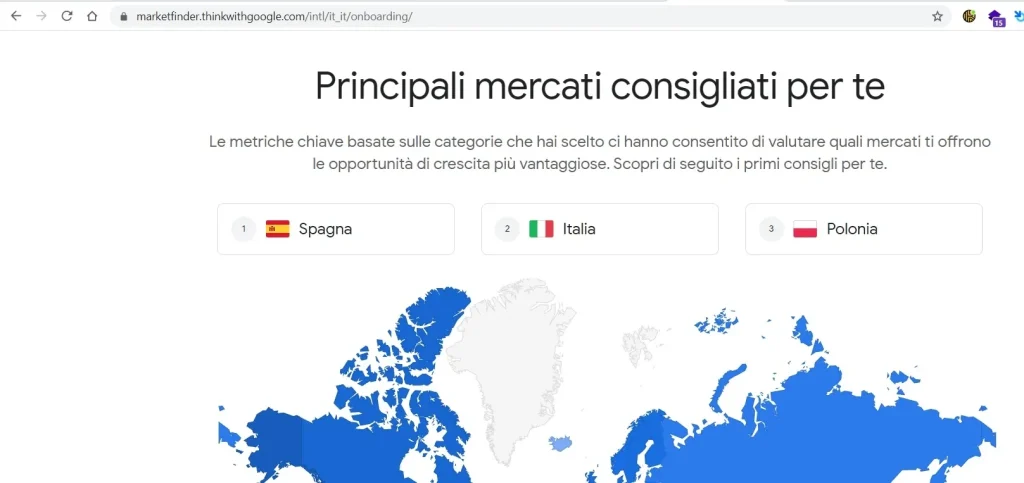 marketfinder.thinkwithgoogle.com/intl/it_it/onboarding/
15
Principali mercati consigliati per te
Le metriche chiave basate sulle categorie che hai scelto ci hanno consentito di valutare quali mercati ti offrono
le opportunità di crescita più vantaggiose. Scopri di seguito i primi consigli per te.
1 Spagna
2 Italia
3 Polonia